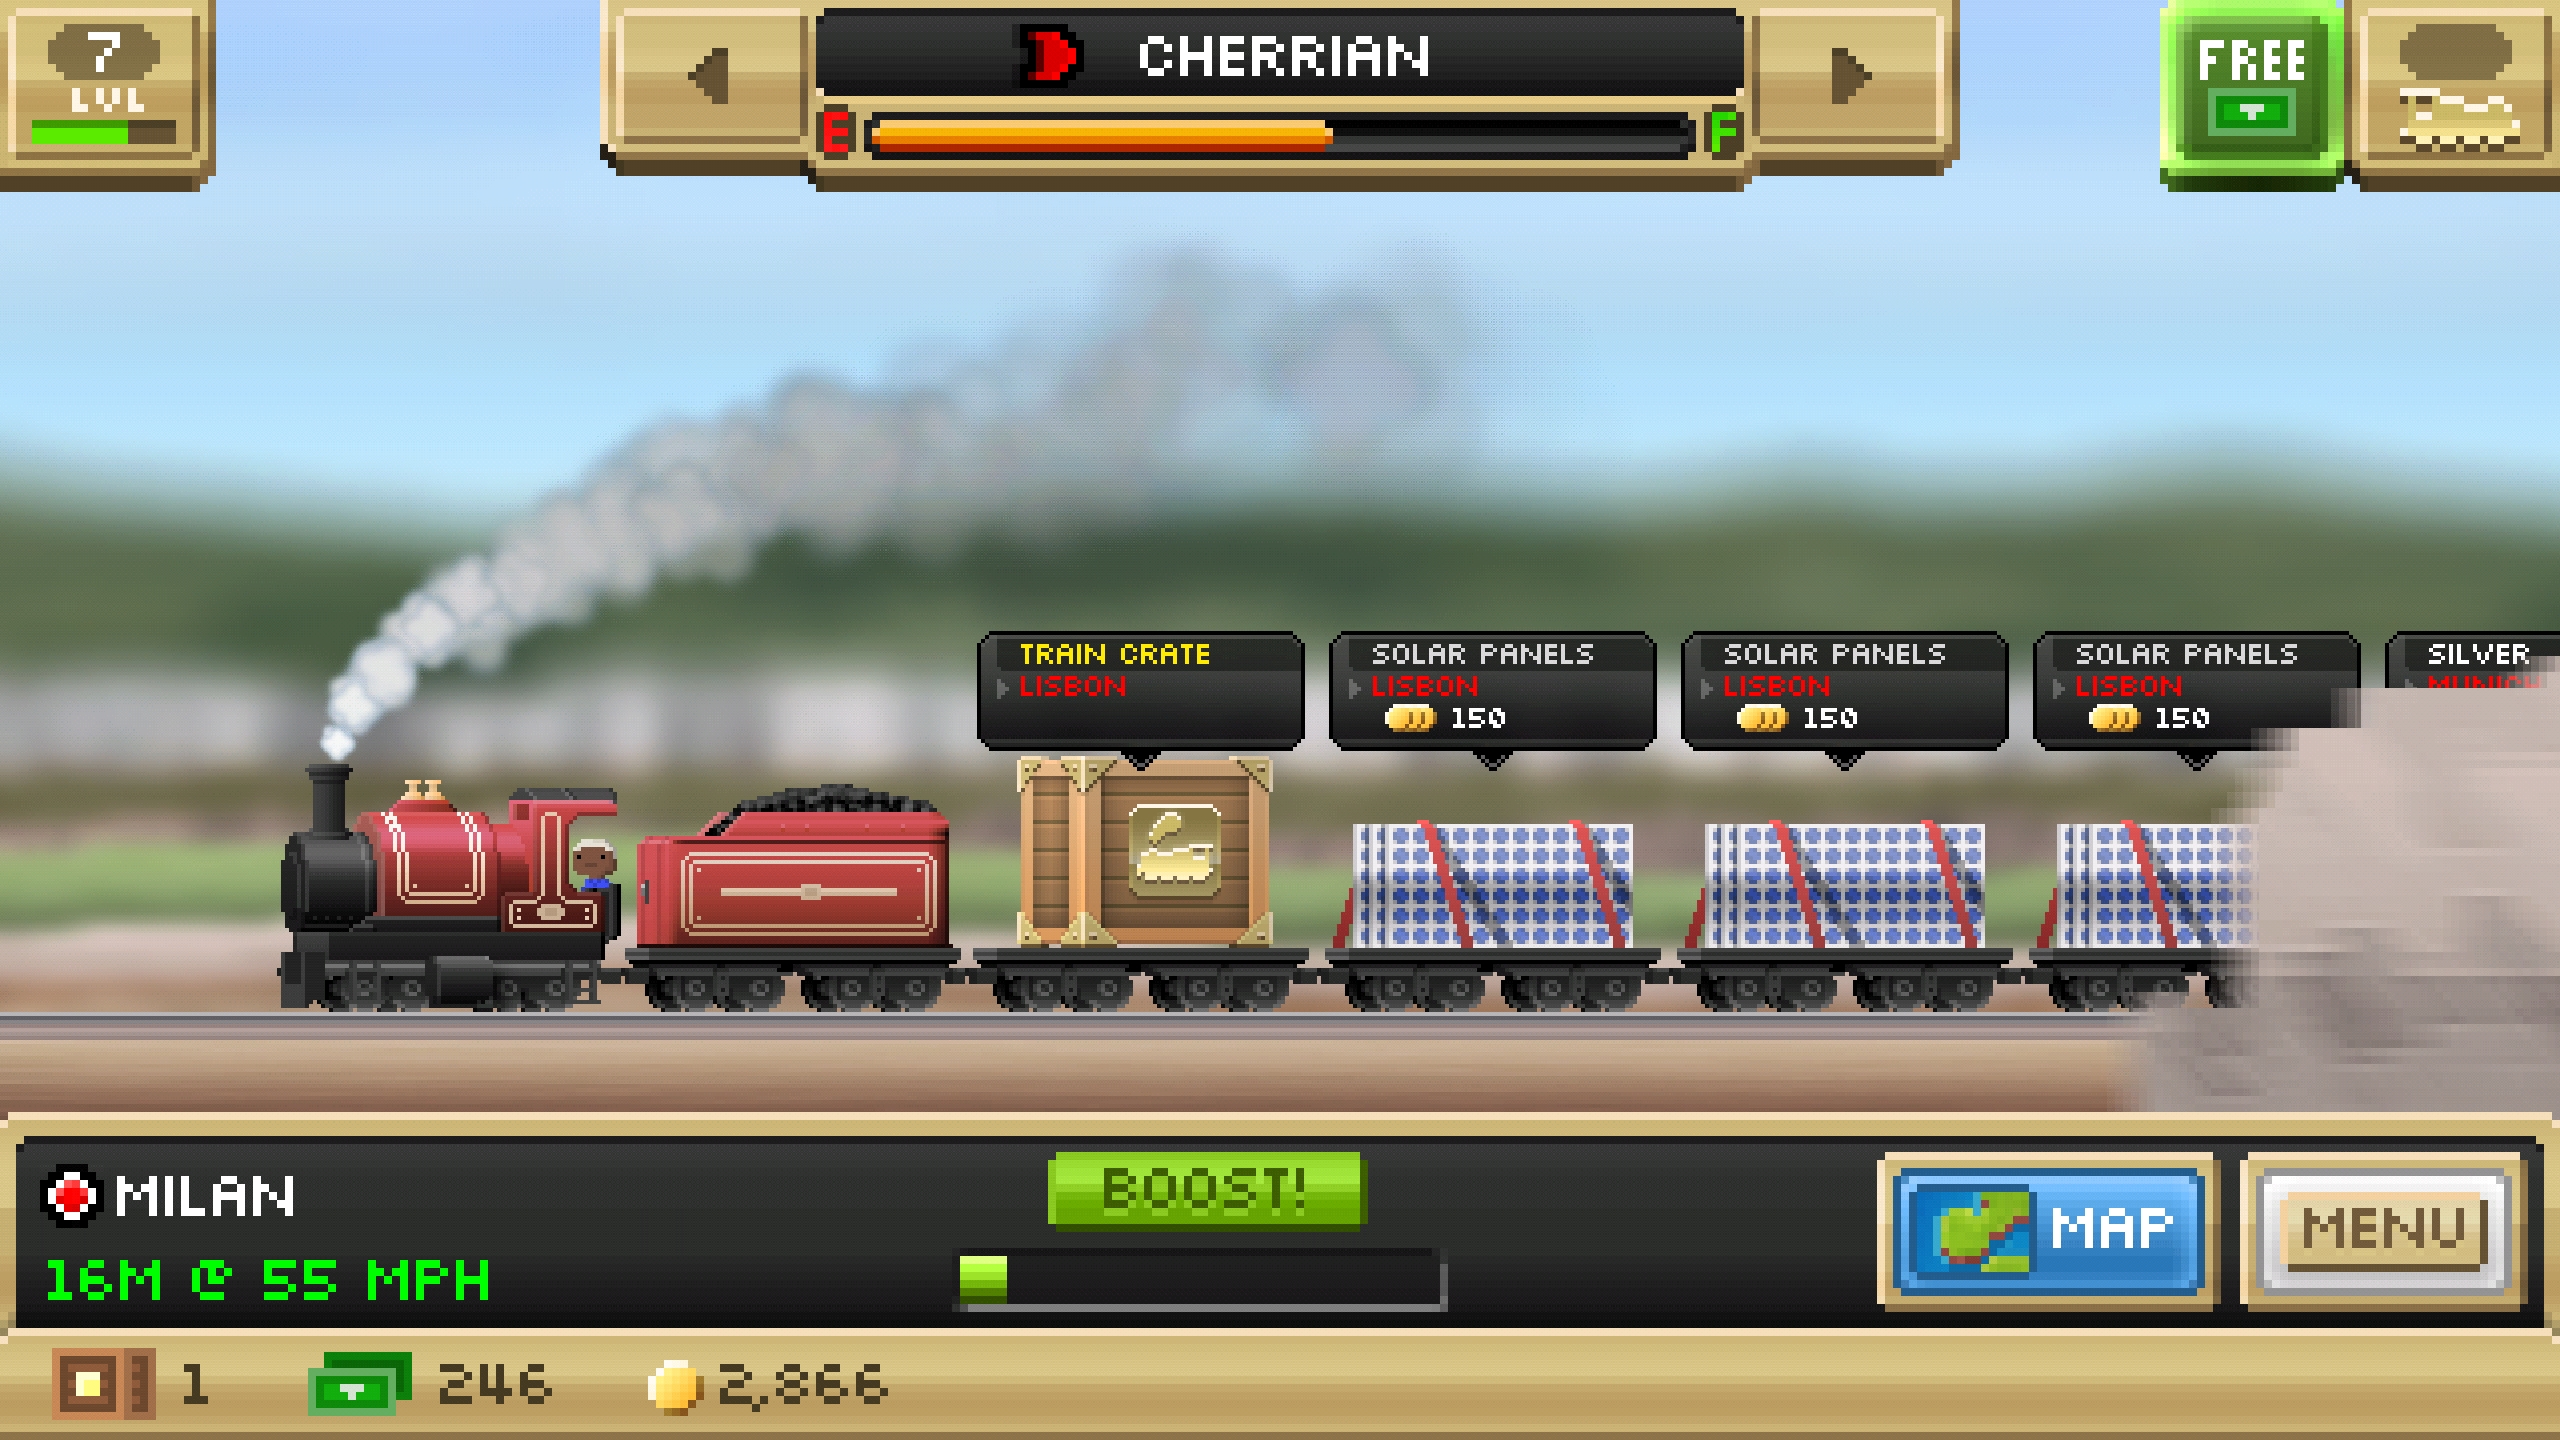 7
LVL
CHERRIAN
E F
FREE
TRAIN CRATE
LISBON
SOLAR PANELS
LISBON
150
SOLAR PANELS
LISBON
150
SOLAR PANELS
LISBON
150
SILVER
MILAN
16M @ 55 MPH
BOOST!
MAP
MENU
1 246 2,866